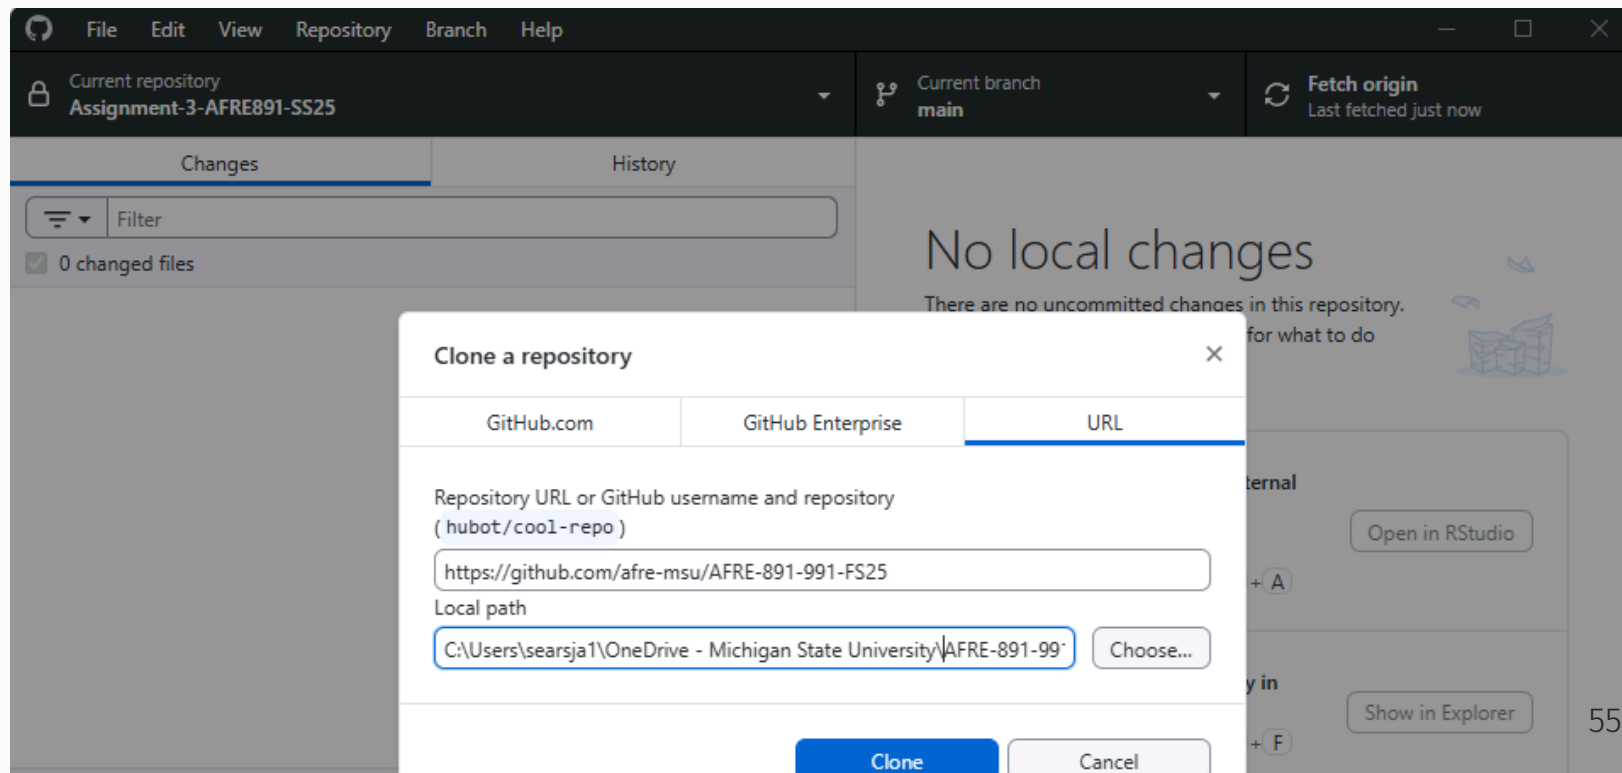 File Edit View Repository Branch Help
Current repository
Assignment-3-AFRE891-SS25
Current branch
main
Fetch origin
Last fetched just now
Changes History
Filter
0 changed files
No local changes
There are no uncommitted changes in this repository.
for what to do
Clone a repository
GitHub.com GitHub Enterprise URL
ternal
Repository URL or GitHub username and repository
(hubot/cool-repo)
Open in RStudio
https://github.com/afre-msu/AFRE-891-991-FS25
+ A
Local path
C:\Users\searsja1\OneDrive - Michigan State University\AFRE-891-99
Choose...
y in
Show in Explorer
55
+ F
Clone Cancel